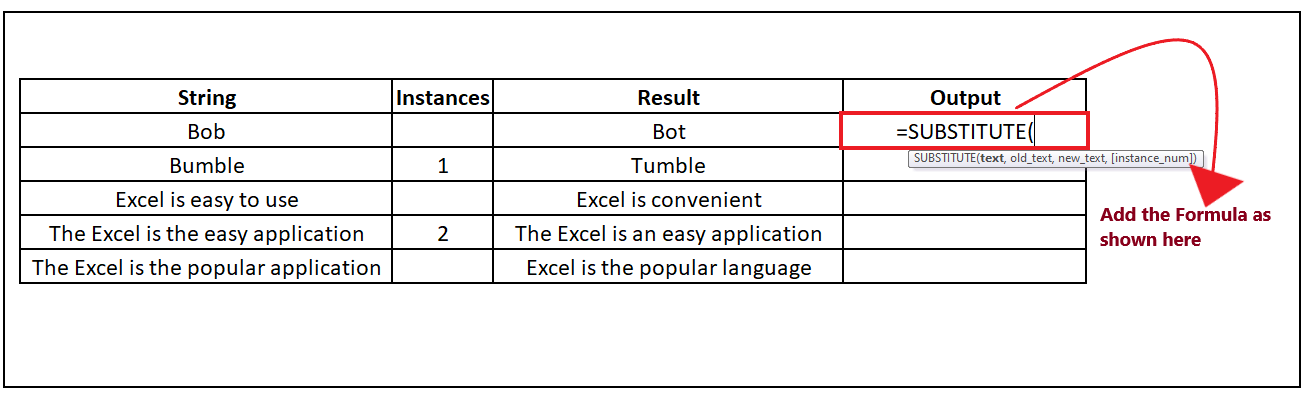 String Instances Result Output
Bob Bot =SUBSTITUTE(
SUBSTITUTE(text, old_text, new_text, [instance_num])
Bumble 1 Tumble
Excel is easy to use Excel is convenient
The Excel is the easy application 2 The Excel is an easy application
The Excel is the popular application Excel is the popular language
Add the Formula as
shown here